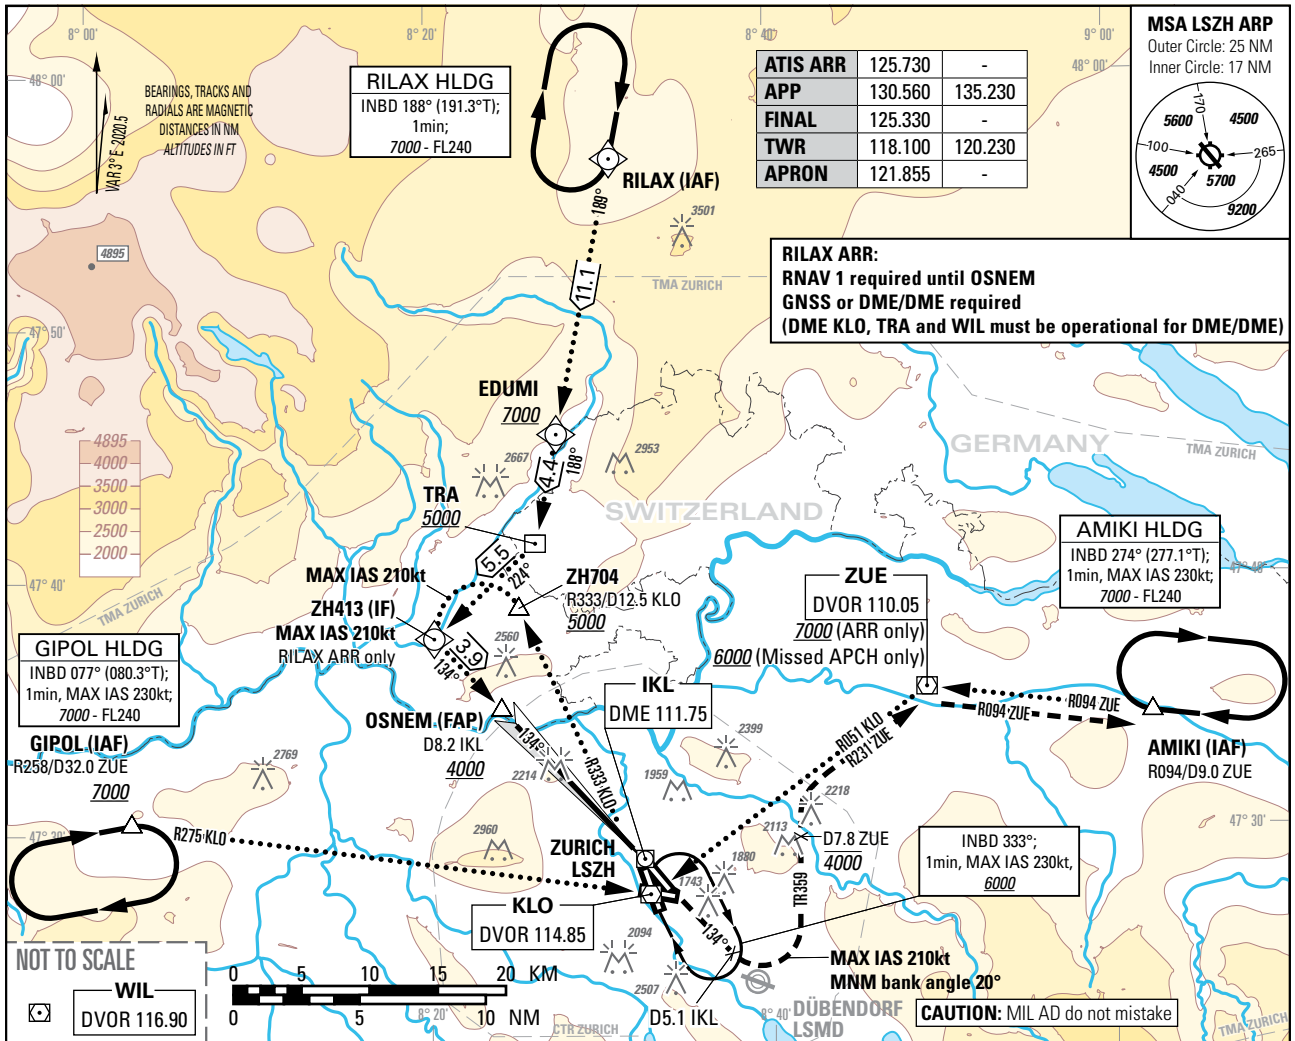 8° 00'
8° 20'
8° 40'
9° 00'
48° 00'
48° 00'
BEARINGS, TRACKS AND
RADIALS ARE MAGNETIC
DISTANCES IN NM
ALTITUDES IN FT
VAR 3° E 2020.5
RILAX HLDG
INBD 188° (191.3°T);
1min;
7000 - FL240
RILAX (IAF)
ATIS ARR 125.730 -
APP 130.560 135.230
FINAL 125.330 -
TWR 118.100 120.230
APRON 121.855 -
MSA LSZH ARP
Outer Circle: 25 NM
Inner Circle: 17 NM
170
5600
4500
100
265
4500
5700
040
9200
189°
3501
4895
11.1
TMA ZURICH
RILAX ARR:
RNAV 1 required until OSNEM
GNSS or DME/DME required
(DME KLO, TRA and WIL must be operational for DME/DME)
47° 50'
EDUMI
7000
4.4
188°
2667
2953
GERMANY
TMA ZURICH
4895
4000
3500
3000
2500
2000
TRA
5000
SWITZERLAND
5.5
224°
MAX IAS 210kt
ZH704
R333/D12.5 KLO
5000
ZUE
DVOR 110.05
7000 (ARR only)
6000 (Missed APCH only)
AMIKI HLDG
INBD 274° (277.1°T);
1min, MAX IAS 230kt;
7000 - FL240
47° 40'
47° 40'
TMA ZURICH
ZH413 (IF)
MAX IAS 210kt
RILAX ARR only
3.9
134°
2560
GIPOL HLDG
INBD 077° (080.3°T);
1min, MAX IAS 230kt;
7000 - FL240
GIPOL (IAF)
R258/D32.0 ZUE
7000
IKL
DME 111.75
OSNEM (FAP)
D8.2 IKL
4000
134°
2214
R333 KLO
R094 ZUE
R094 ZUE
AMIKI (IAF)
R094/D9.0 ZUE
R051 KLO
R231 ZUE
2769
2399
1959
2218
2113
D7.8 ZUE
4000
47° 30'
47° 30'
R275 KLO
2960
ZURICH
LSZH
1880
1743
TR359
INBD 333°;
1min, MAX IAS 230kt,
6000
KLO
DVOR 114.85
134°
2094
2507
MAX IAS 210kt
MNM bank angle 20°
D5.1 IKL
NOT TO SCALE
WIL
DVOR 116.90
0 5 10 15 20 KM
0 5 10 NM
8° 20'
8° 40'
CTR ZURICH
DÜBENDORF
LSMD
CAUTION: MIL AD do not mistake
TMA ZURICH